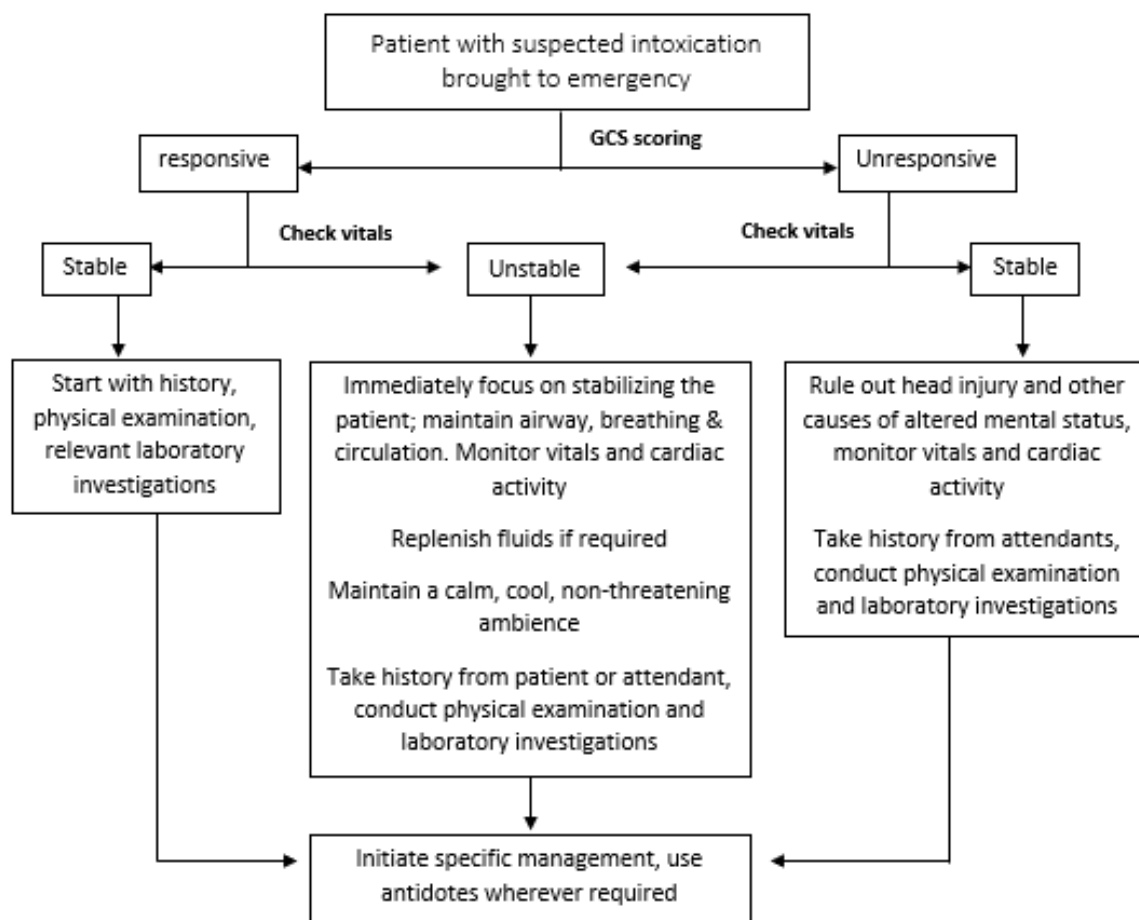 Patient with suspected intoxication
brought to emergency
GCS scoring
responsive
Unresponsive
Check vitals
Check vitals
Stable
Unstable
Stable
Start with history,
physical examination,
relevant laboratory
investigations
Immediately focus on stabilizing the
patient; maintain airway, breathing &
circulation. Monitor vitals and cardiac
activity
Replenish fluids if required
Maintain a calm, cool, non-threatening
ambience
Take history from patient or attendant,
conduct physical examination and
laboratory investigations
Rule out head injury and other
causes of altered mental status,
monitor vitals and cardiac
activity
Take history from attendants,
conduct physical examination
and laboratory investigations
Initiate specific management, use
antidotes wherever required